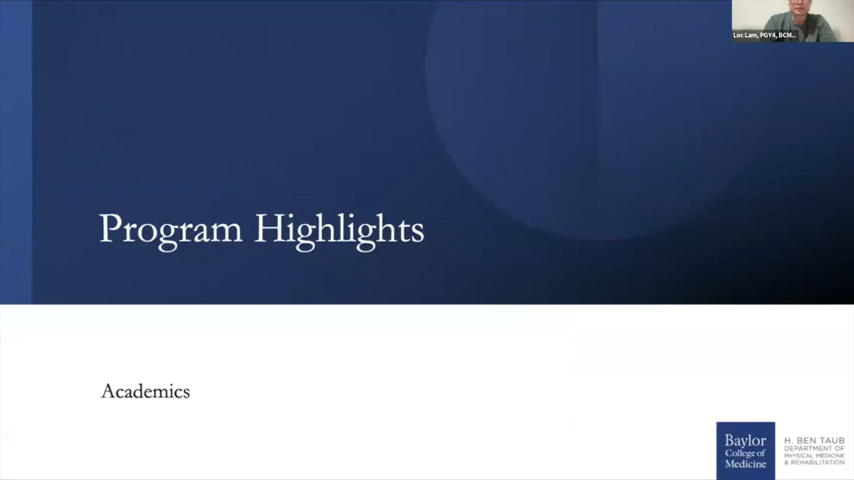 Loc Lam, PGY4, BCM...
Program Highlights
Academics
Baylor
College of
Medicine
H. BEN TAUB
DEPARTMENT OF
PHYSICAL MEDICINE
& REHABILITATION